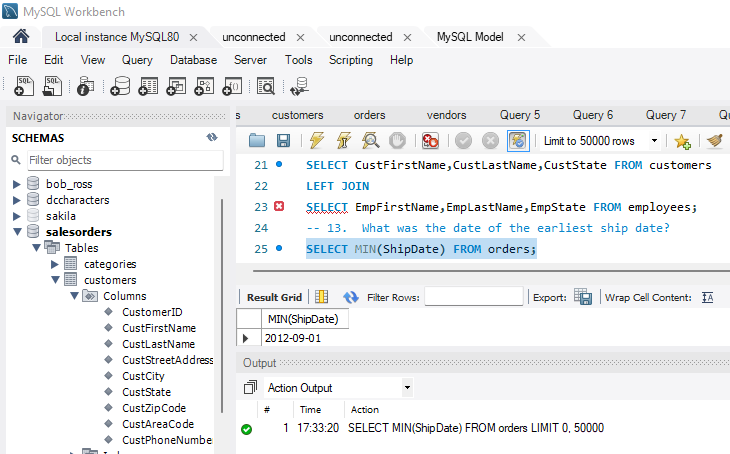 MySQL Workbench
Local instance MySQL80 × unconnected × unconnected × MySQL Model ×
File Edit View Query Database Server Tools Scripting Help
SQL SQL
Navigator
SCHEMAS
Filter objects
bob_ross
dccharacters
sakila
salesorders
Tables
categories
customers
Columns
CustomerID
CustFirstName
CustLastName
CustStreetAddress
CustCity
CustState
CustZipCode
CustAreaCode
CustPhoneNumbe
s customers orders vendors Query 5 Query 6 Query 7 Q
Limit to 50000 rows
21 SELECT CustFirstName,CustLastName,CustState FROM customers
22 LEFT JOIN
23 SELECT EmpFirstName,EmpLastName,EmpState FROM employees;
24 -- 13.  What was the date of the earliest ship date?
25 SELECT MIN(ShipDate) FROM orders;
Result Grid Filter Rows: Export: Wrap Cell Content: IA
MIN(ShipDate)
2012-09-01
Output
Action Output
# Time Action
1 17:33:20 SELECT MIN(ShipDate) FROM orders LIMIT 0, 50000